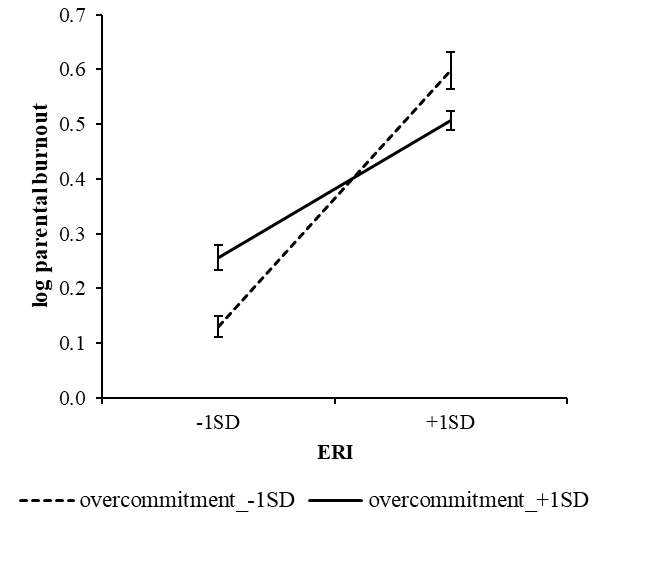 0.7
0.6
0.5
0.4
0.3
0.2
0.1
0.0
log parental burnout
-1SD
+1SD
ERI
overcommitment_-1SD
overcommitment_+1SD